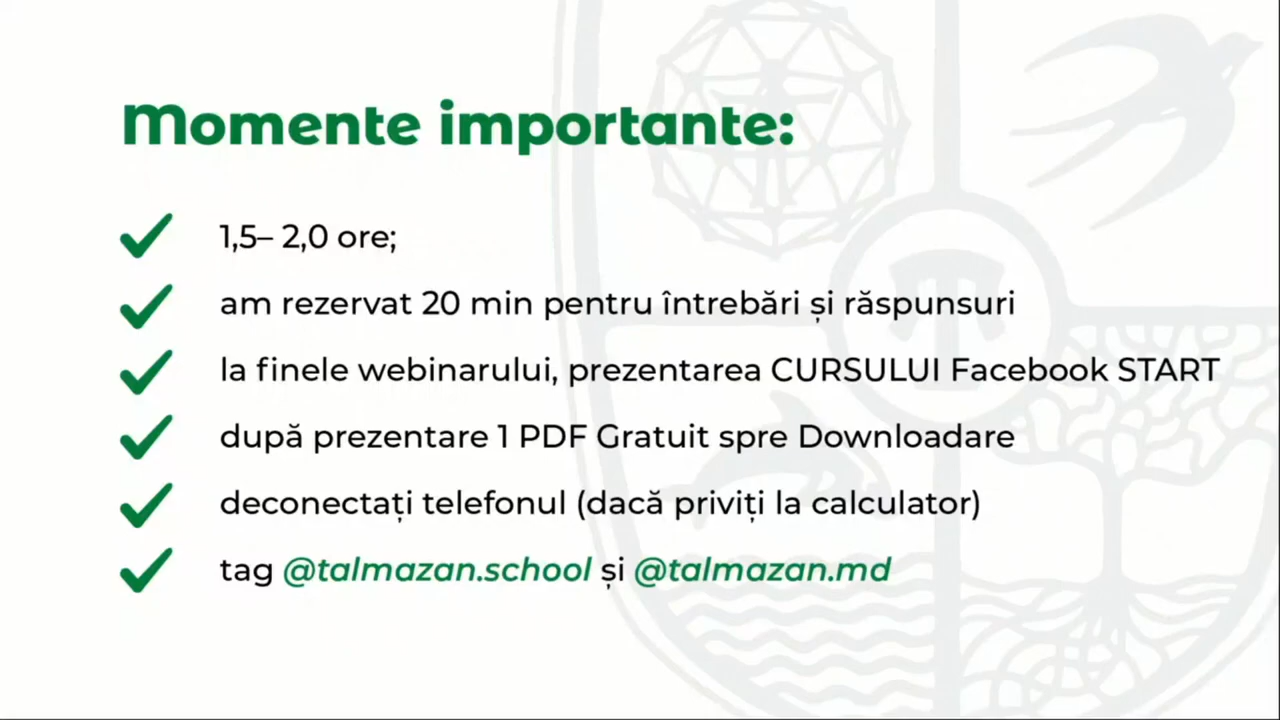 Momente importante:
1,5– 2,0 ore;
am rezervat 20 min pentru întrebări și răspunsuri
la finele webinarului, prezentarea CURSULUI Facebook START
după prezentare 1 PDF Gratuit spre Downloadare
deconectați telefonul (dacă priviți la calculator)
tag @talmazan.school și @talmazan.md